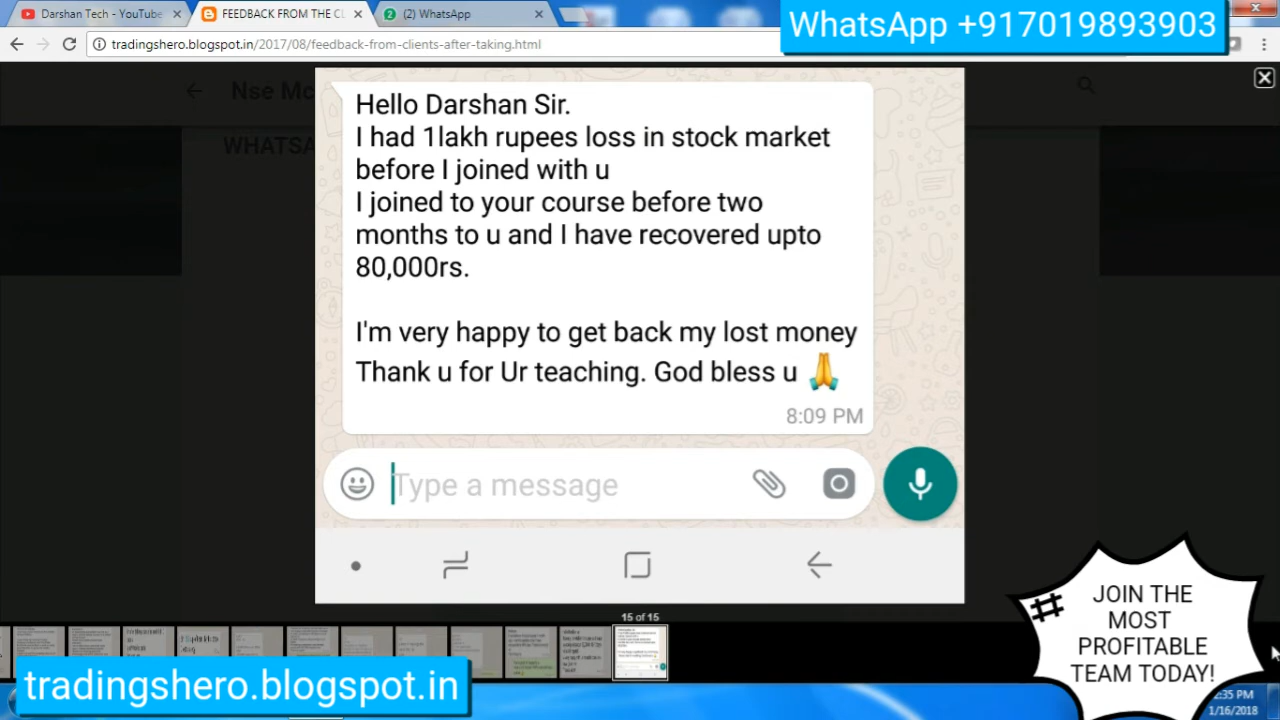 Darshan Tech - YouTube
FEEDBACK FROM THE CL
(2) WhatsApp
WhatsApp +917019893903
tradingshero.blogspot.in/2017/08/feedback-from-clients-after-taking.html
Nse Mc
WHATSA
Hello Darshan Sir.
I had 1lakh rupees loss in stock market
before I joined with u
I joined to your course before two
months to u and I have recovered upto
80,000rs.
I'm very happy to get back my lost money
Thank u for Ur teaching. God bless u 🙏
8:09 PM
Type a message
15 of 15
#
JOIN THE
MOST
PROFITABLE
TEAM TODAY!
tradingshero.blogspot.in
:35 PM
1/16/2018